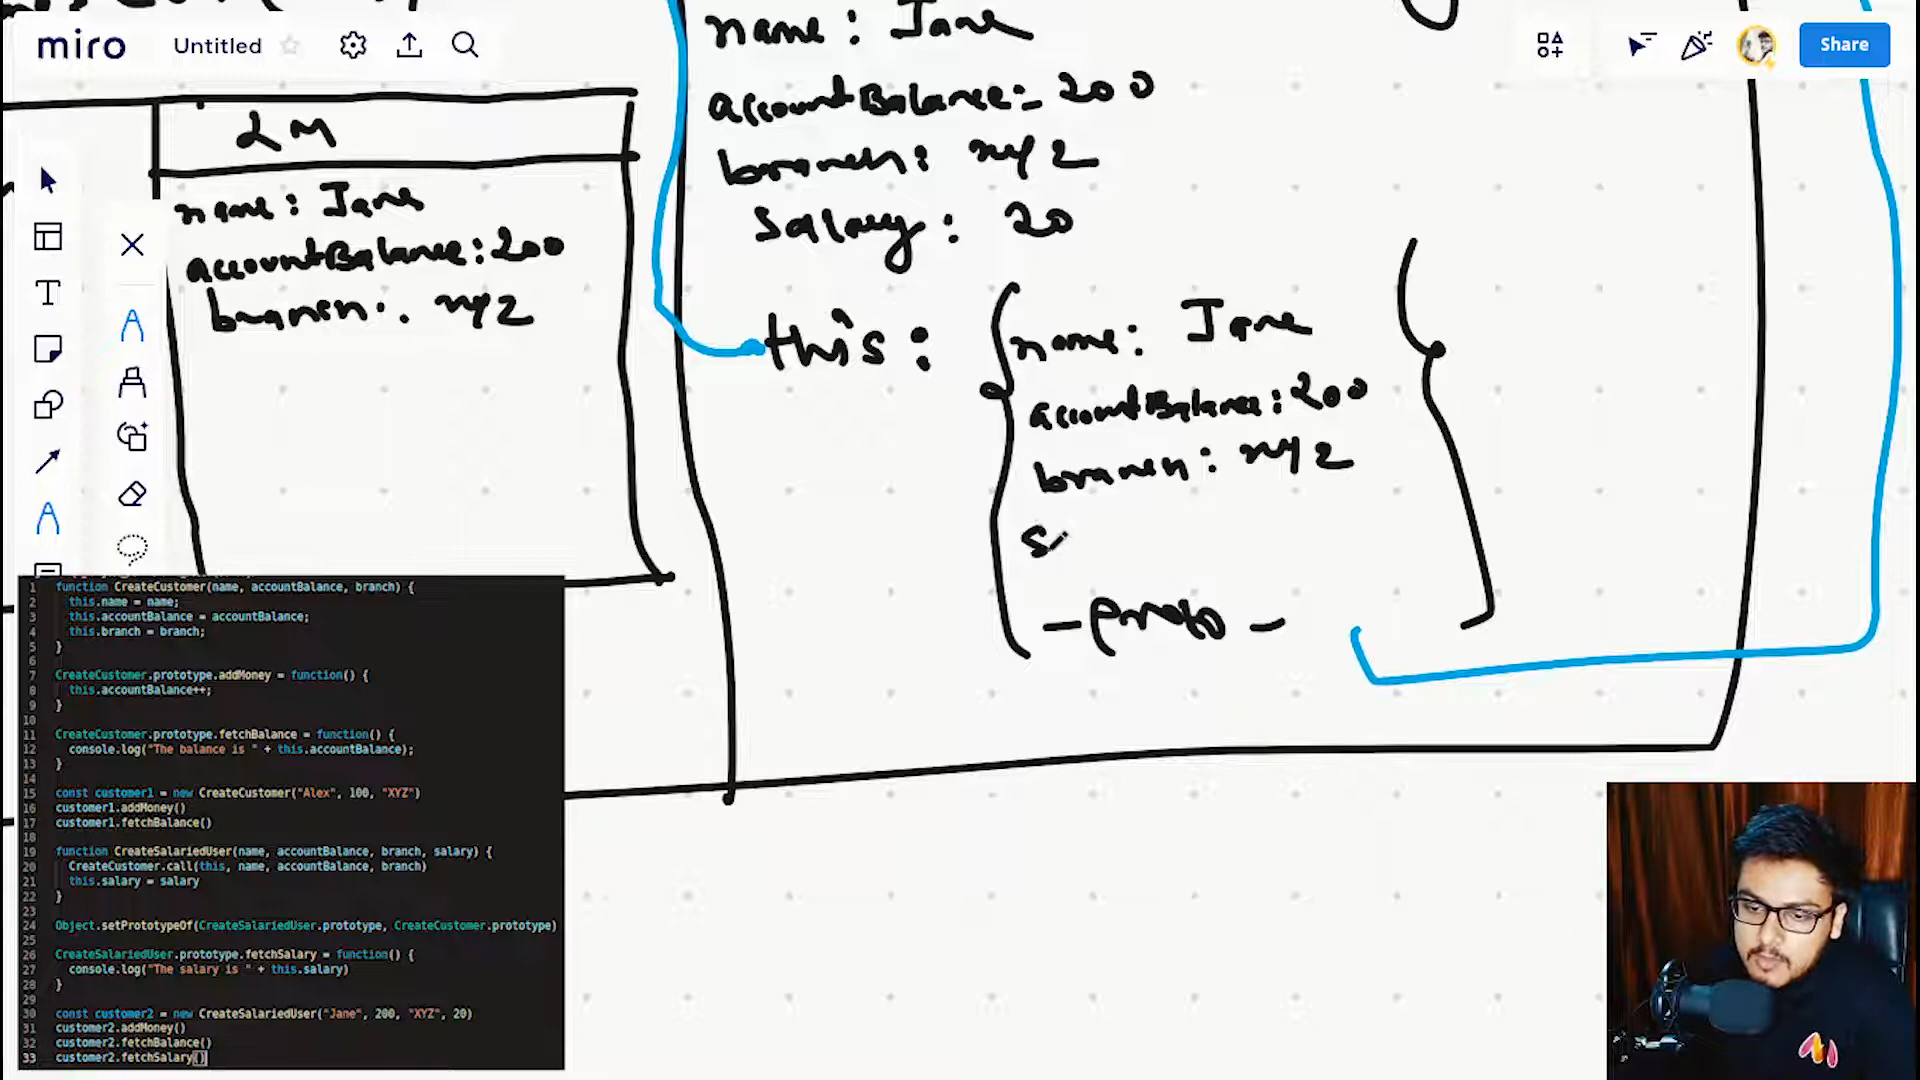 miro Untitled
Share
name : Jane
accountBalance :- 200
branch : xyz
Salary : 20
LM
name : Jane
accountBalance : 200
branch : xyz
this :
name : Jane
accountBalance : 200
branch : xyz
S
- proto -
1 function CreateCustomer(name, accountBalance, branch) {
2 this.name = name;
3 this.accountBalance = accountBalance;
4 this.branch = branch;
5 }
6
7 CreateCustomer.prototype.addMoney = function() {
8 this.accountBalance++;
9 }
10
11 CreateCustomer.prototype.fetchBalance = function() {
12 console.log("The balance is " + this.accountBalance);
13 }
14
15 const customer1 = new CreateCustomer("Alex", 100, "XYZ")
16 customer1.addMoney()
17 customer1.fetchBalance()
18
19 function CreateSalariedUser(name, accountBalance, branch, salary) {
20 CreateCustomer.call(this, name, accountBalance, branch)
21 this.salary = salary
22 }
23
24 Object.setPrototypeOf(CreateSalariedUser.prototype, CreateCustomer.prototype)
25
26 CreateSalariedUser.prototype.fetchSalary = function() {
27 console.log("The salary is " + this.salary)
28 }
29
30 const customer2 = new CreateSalariedUser("Jane", 200, "XYZ", 20)
31 customer2.addMoney()
32 customer2.fetchBalance()
33 customer2.fetchSalary()